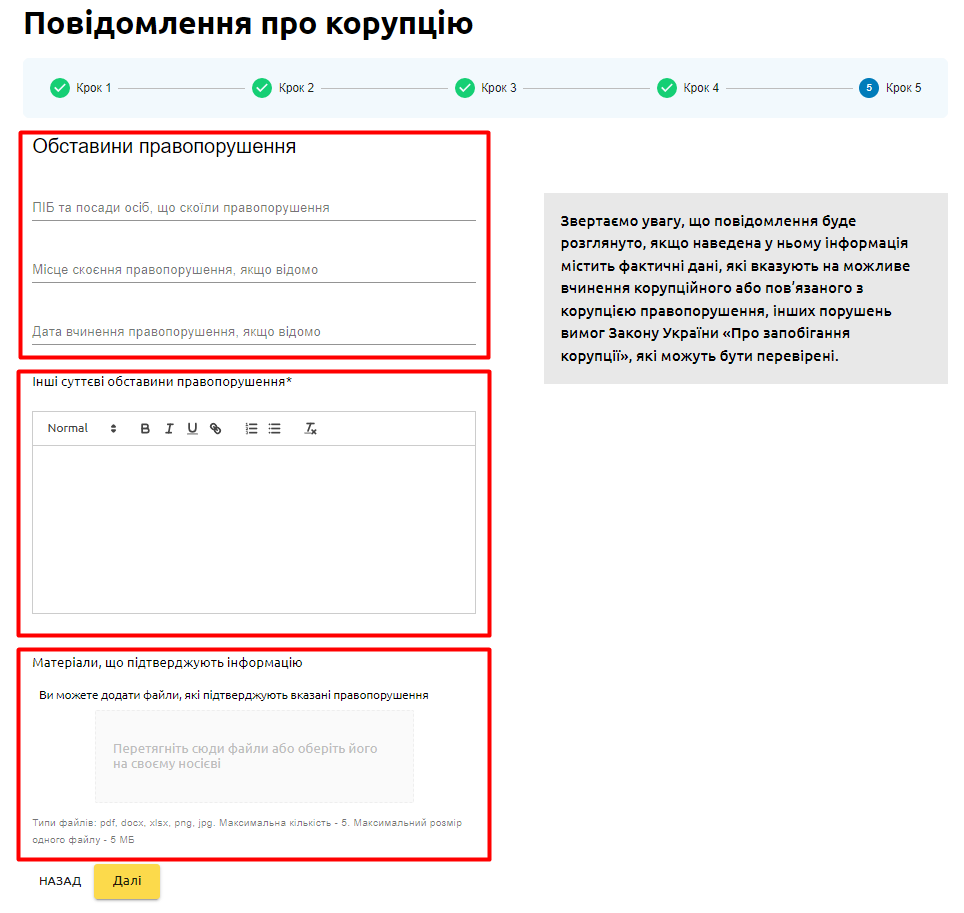 Повідомлення про корупцію
Крок 1
Крок 2
Крок 3
Крок 4
5 Крок 5
Обставини правопорушення
ПІБ та посади осіб, що скоїли правопорушення
Місце скоєння правопорушення, якщо відомо
Дата вчинення правопорушення, якщо відомо
Звертаємо увагу, що повідомлення буде
розглянуто, якщо наведена у ньому інформація
містить фактичні дані, які вказують на можливе
вчинення корупційного або пов’язаного з
корупцією правопорушення, інших порушень
вимог Закону України «Про запобігання
корупції», які можуть бути перевірені.
Інші суттєві обставини правопорушення*
Normal B I U
Матеріали, що підтверджують інформацію
Ви можете додати файли, які підтверджують вказані правопорушення
Перетягніть сюди файли або оберіть його
на своєму носієві
Типи файлів: pdf, docx, xlsx, png, jpg. Максимальна кількість - 5. Максимальний розмір
одного файлу - 5 МБ
НАЗАД
Далі